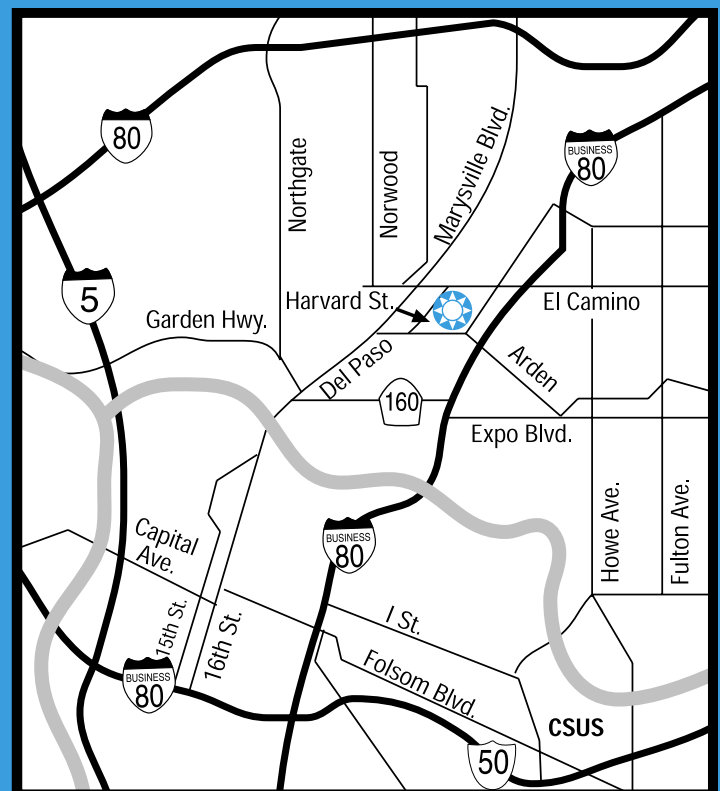 80
BUSINESS
80
Northgate
Norwood
Marysville Blvd.
5
Harvard St.
El Camino
Garden Hwy.
Del Paso
Arden
160
Expo Blvd.
Howe Ave.
Fulton Ave.
Capital
Ave.
BUSINESS
80
15th St.
16th St.
I St.
Folsom Blvd.
BUSINESS
80
CSUS
50